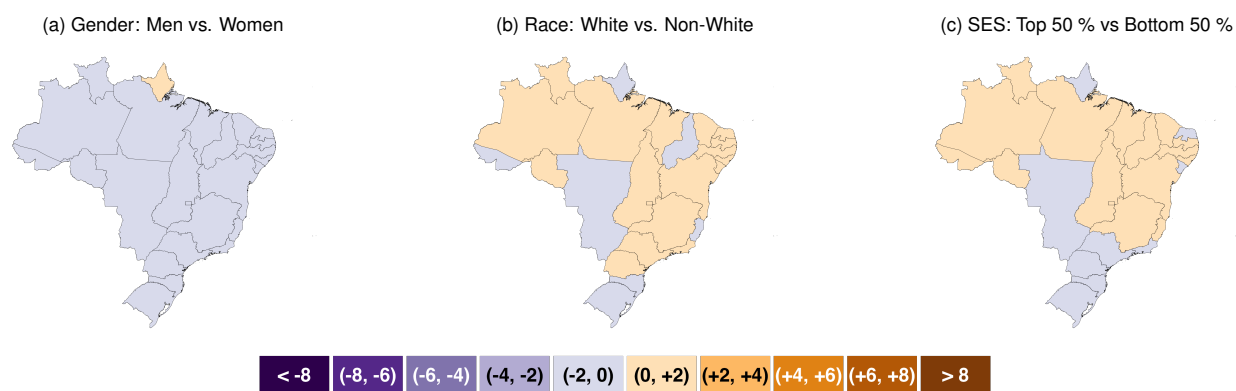 (a) Gender: Men vs. Women
(b) Race: White vs. Non-White
(c) SES: Top 50 % vs Bottom 50 %
< -8 (-8, -6) (-6, -4) (-4, -2) (-2, 0) (0, +2) (+2, +4) (+4, +6) (+6, +8) > 8